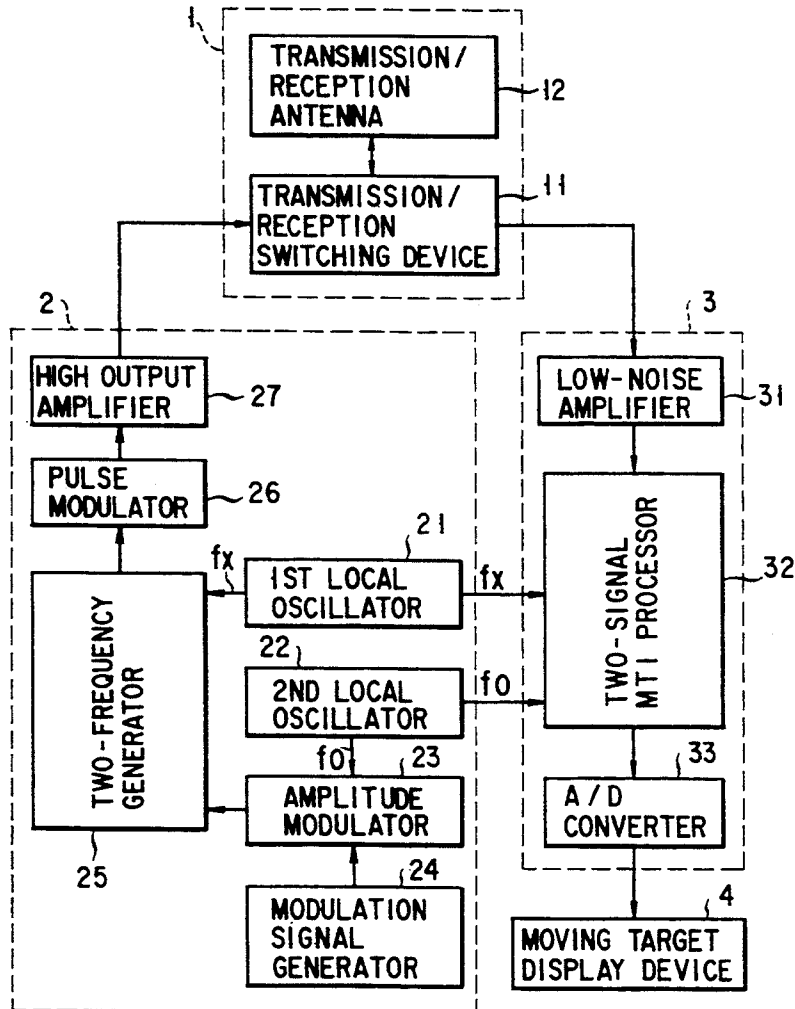 1
TRANSMISSION/
RECEPTION
ANTENNA
12
TRANSMISSION/
RECEPTION
SWITCHING DEVICE
11
2
HIGH OUTPUT
AMPLIFIER
27
PULSE
MODULATOR
26
TWO-FREQUENCY
GENERATOR
25
fx
1ST LOCAL
OSCILLATOR
21
fx
22
2ND LOCAL
OSCILLATOR
f0
f0
23
AMPLITUDE
MODULATOR
24
MODULATION
SIGNAL
GENERATOR
3
LOW-NOISE
AMPLIFIER
31
TWO-SIGNAL
MTI PROCESSOR
32
33
A/D
CONVERTER
4
MOVING TARGET
DISPLAY DEVICE